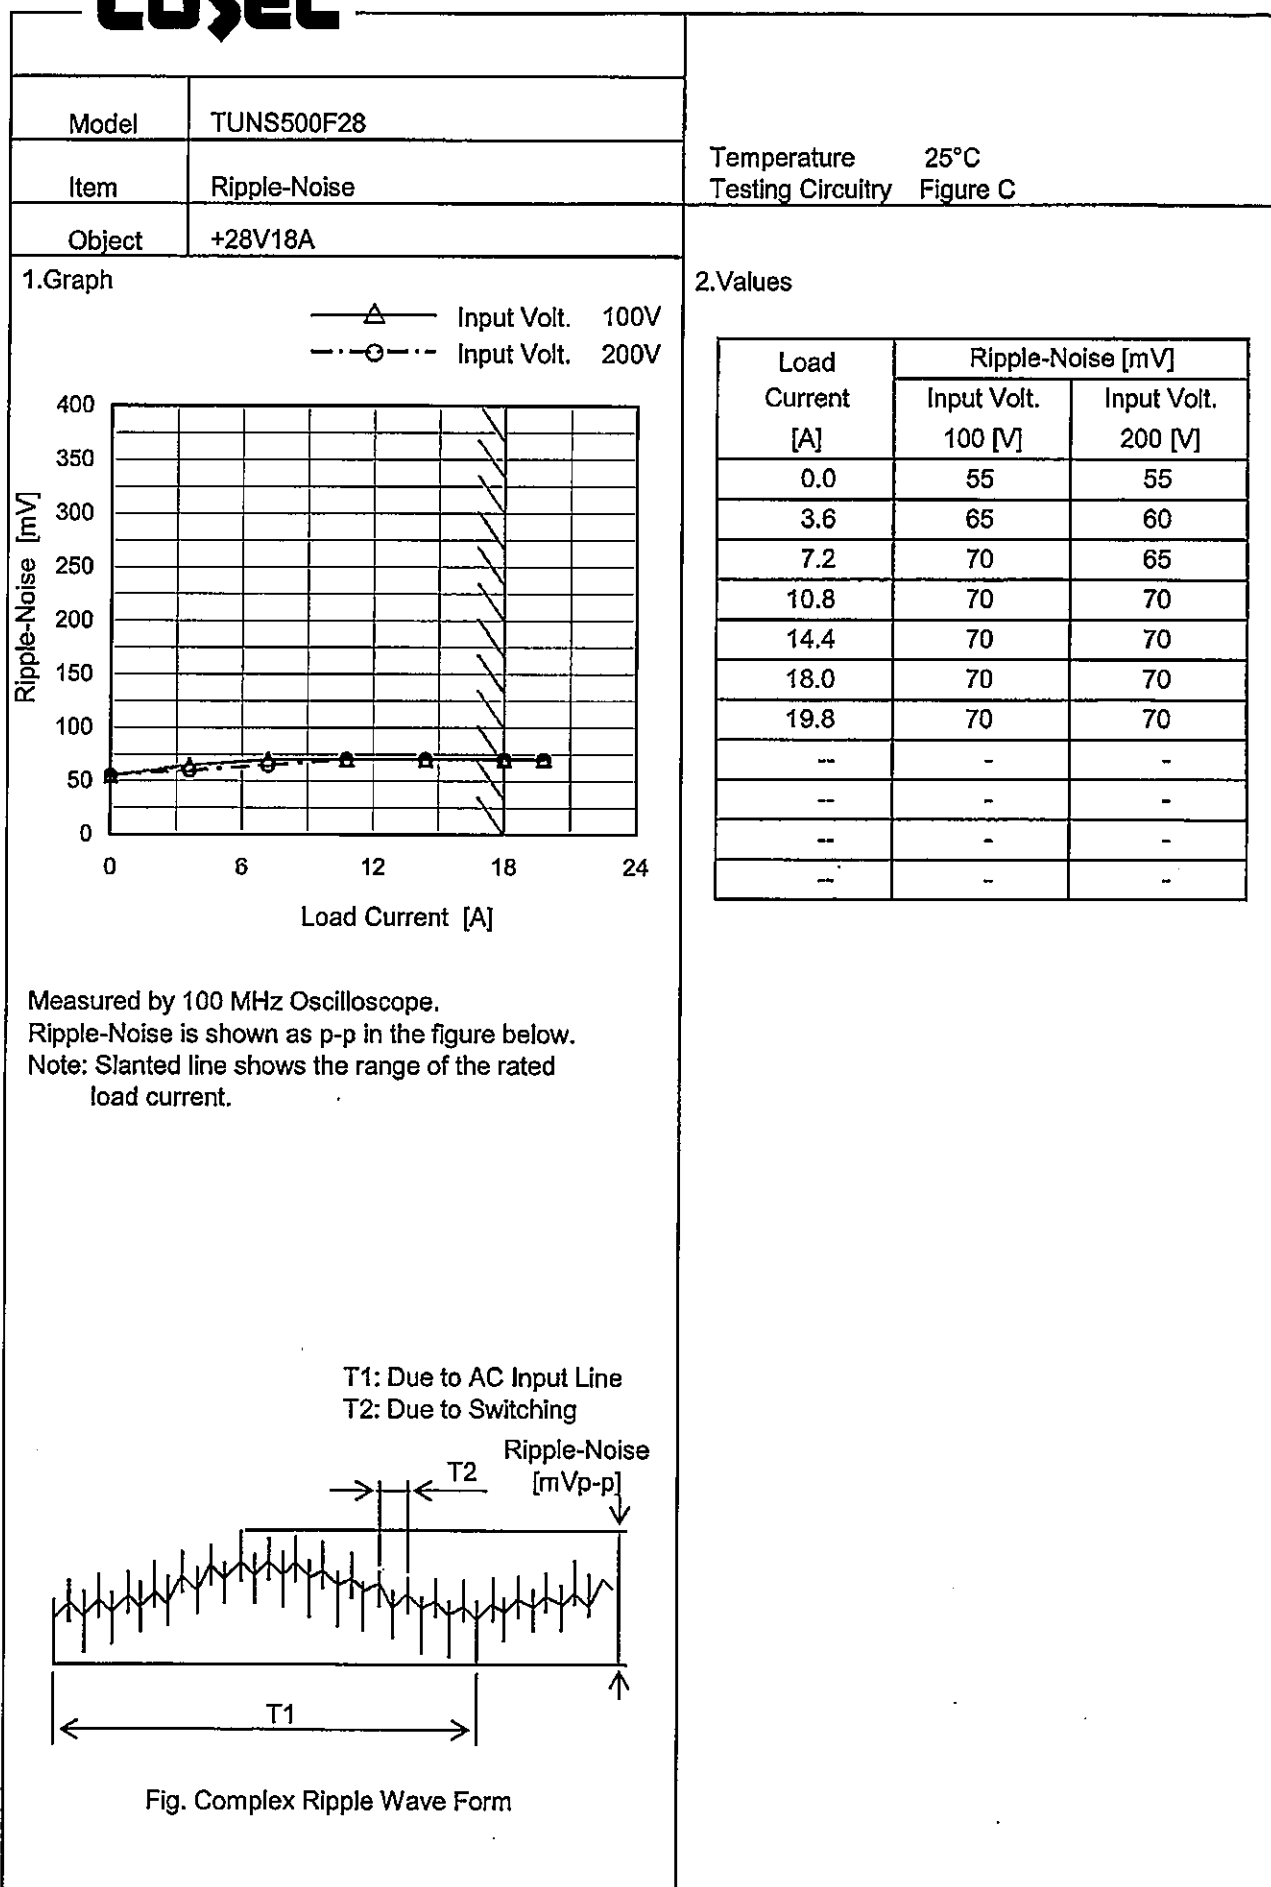 COSEL
Model TUNS500F28
Item Ripple-Noise
Object +28V18A
Temperature 25°C
Testing Circuitry Figure C
1.Graph
Input Volt. 100V
Input Volt. 200V
Ripple-Noise [mV]
400
350
300
250
200
150
100
50
0
0 6 12 18 24
Load Current [A]
Measured by 100 MHz Oscilloscope.
Ripple-Noise is shown as p-p in the figure below.
Note: Slanted line shows the range of the rated
load current.
T1: Due to AC Input Line
T2: Due to Switching
Ripple-Noise
[mVp-p]
T2
T1
Fig. Complex Ripple Wave Form
2.Values
Load Ripple-Noise [mV]
Current Input Volt. Input Volt.
[A] 100 [V] 200 [V]
0.0 55 55
3.6 65 60
7.2 70 65
10.8 70 70
14.4 70 70
18.0 70 70
19.8 70 70
-- - -
-- - -
-- - -
-- - -